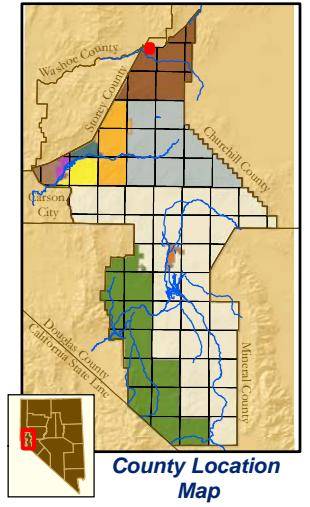 Washoe County
Storey County
Churchill County
Carson
City
Douglas County
California State Line
Mineral County
County Location
Map